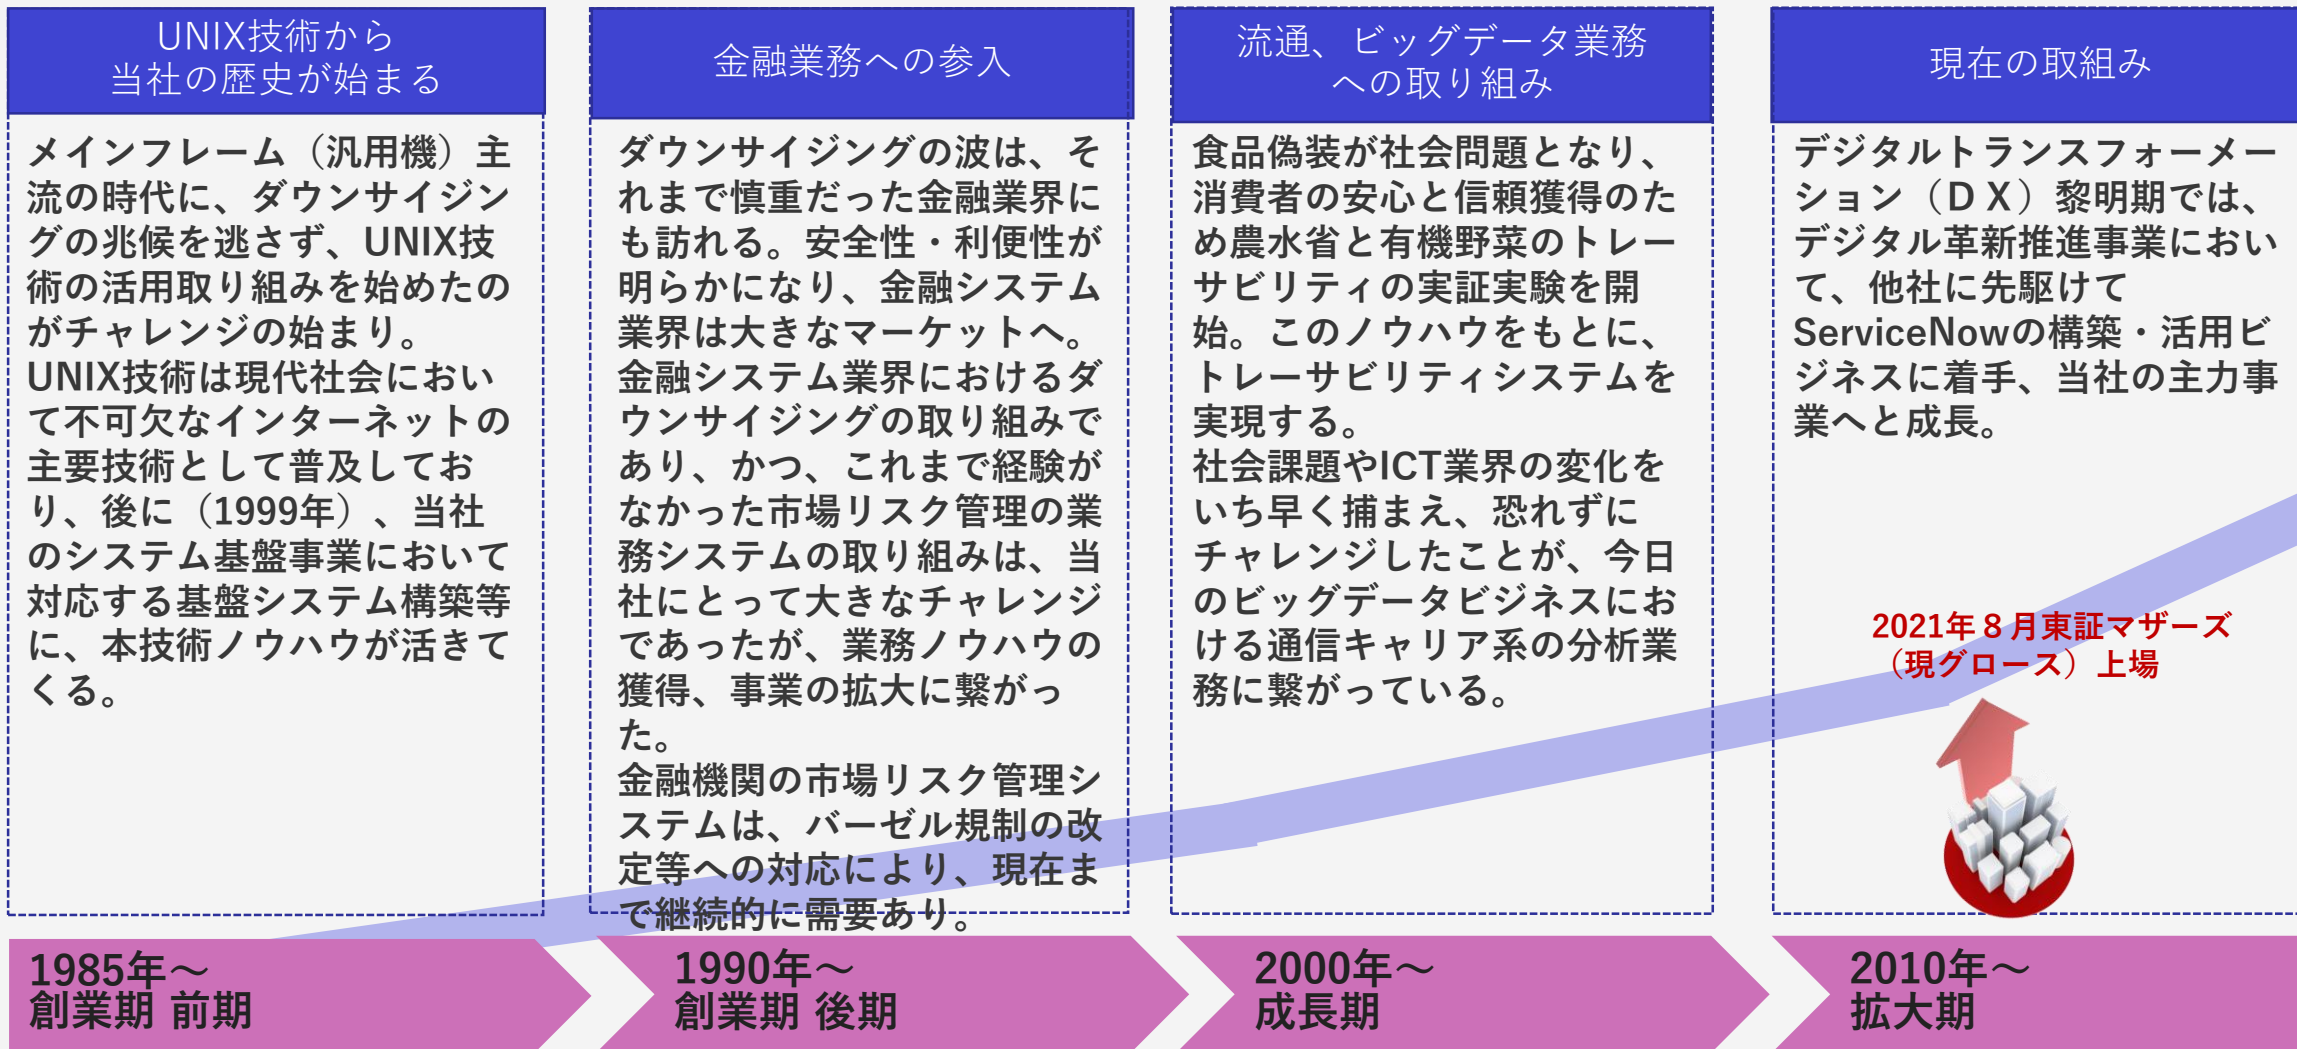 UNIX技術から
当社の歴史が始まる
メインフレーム（汎用機）主
流の時代に、ダウンサイジン
グの兆候を逃さず、UNIX技
術の活用取り組みを始めたの
がチャレンジの始まり。
UNIX技術は現代社会におい
て不可欠なインターネットの
主要技術として普及してお
り、後に（1999年）、当社
のシステム基盤事業において
対応する基盤システム構築等
に、本技術ノウハウが活きて
くる。
1985年～
創業期 前期
金融業務への参入
ダウンサイジングの波は、そ
れまで慎重だった金融業界に
も訪れる。安全性・利便性が
明らかになり、金融システム
業界は大きなマーケットへ。
金融システム業界におけるダ
ウンサイジングの取り組みで
あり、かつ、これまで経験が
なかった市場リスク管理の業
務システムの取り組みは、当
社にとって大きなチャレンジ
であったが、業務ノウハウの
獲得、事業の拡大に繋がっ
た。
金融機関の市場リスク管理シ
ステムは、バーゼル規制の改
定等への対応により、現在ま
で継続的に需要あり。
1990年～
創業期 後期
流通、ビッグデータ業務
への取り組み
食品偽装が社会問題となり、
消費者の安心と信頼獲得のた
め農水省と有機野菜のトレー
サビリティの実証実験を開
始。このノウハウをもとに、
トレーサビリティシステムを
実現する。
社会課題やICT業界の変化を
いち早く捕まえ、恐れずに
チャレンジしたことが、今日
のビッグデータビジネスにお
ける通信キャリア系の分析業
務に繋がっている。
2000年～
成長期
現在の取組み
デジタルトランスフォーメー
ション（ＤＸ）黎明期では、
デジタル革新推進事業におい
て、他社に先駆けて
ServiceNowの構築・活用ビ
ジネスに着手、当社の主力事
業へと成長。
2021年８月東証マザーズ
（現グロース）上場
2010年～
拡大期